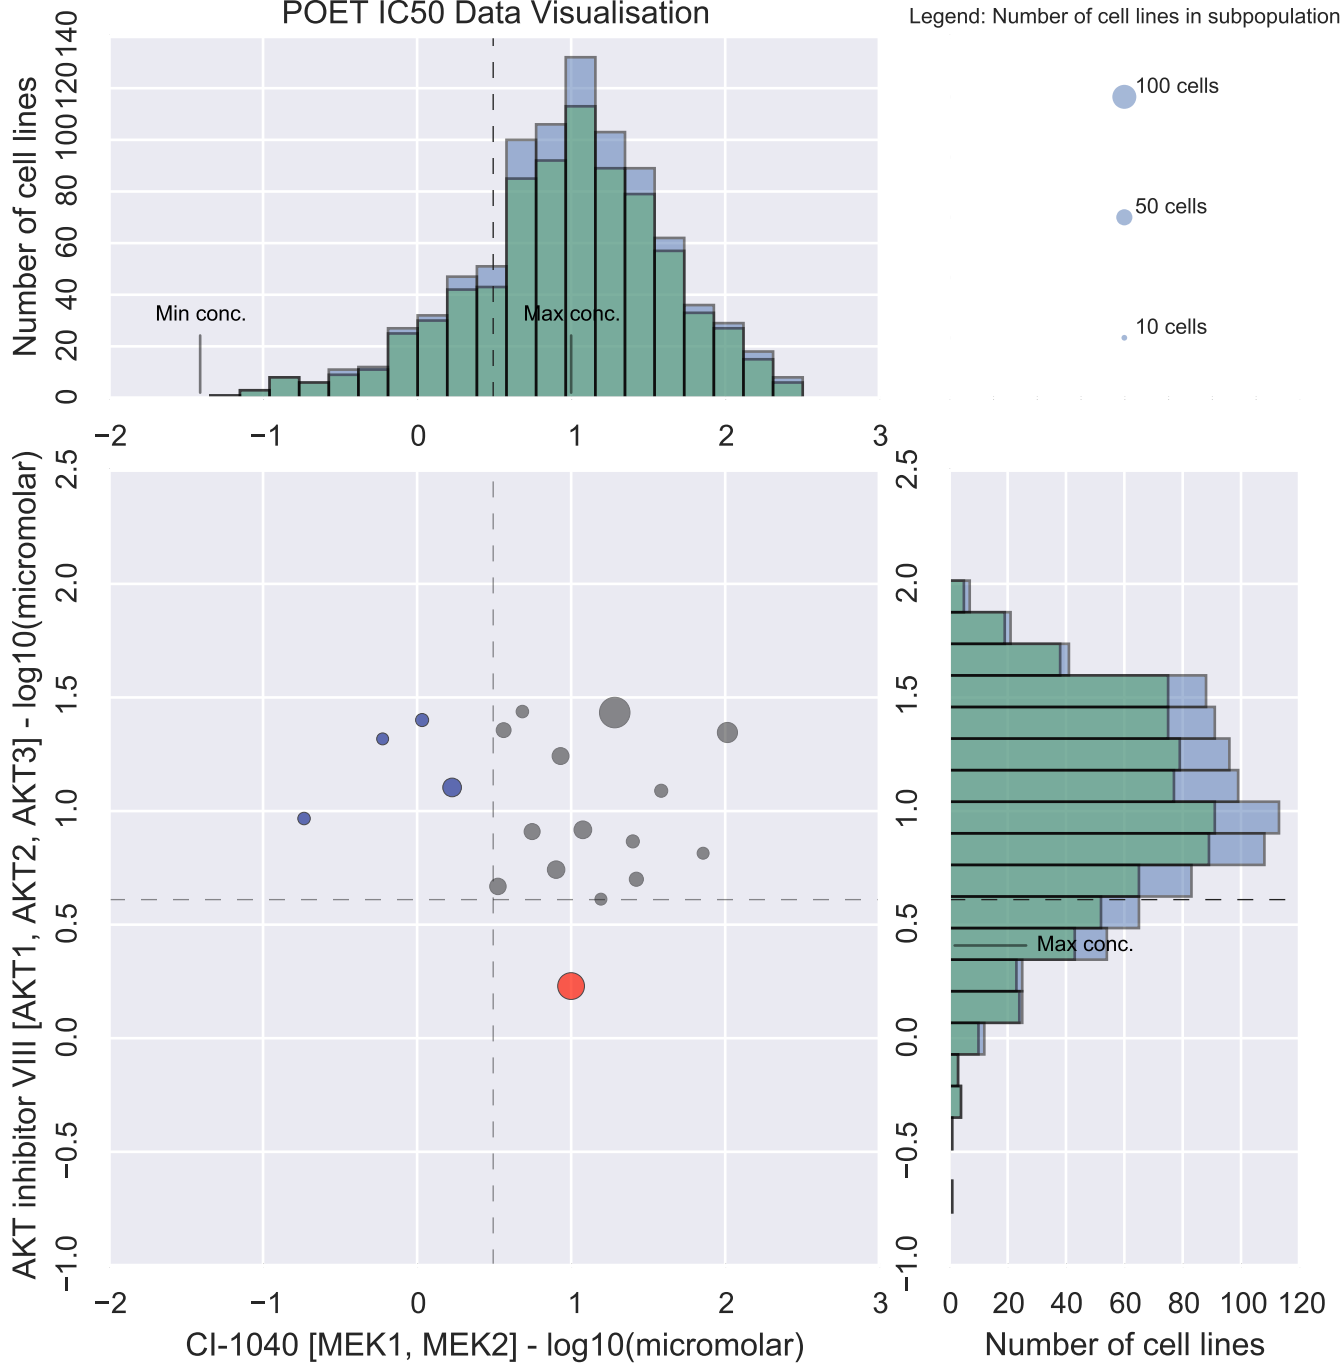 POET IC50 Data Visualisation
Legend: Number of cell lines in subpopulation
Number of cell lines
0 20 40 60 80 100 120 140
Min conc.
Max conc.
−2 −1 0 1 2 3
100 cells
50 cells
10 cells
AKT inhibitor VIII [AKT1, AKT2, AKT3] - log10(micromolar)
−1.0 −0.5 0.0 0.5 1.0 1.5 2.0 2.5
−2 −1 0 1 2 3
CI-1040 [MEK1, MEK2] - log10(micromolar)
−1.0 −0.5 0.0 0.5 1.0 1.5 2.0 2.5
Max conc.
0 20 40 60 80 100 120
Number of cell lines